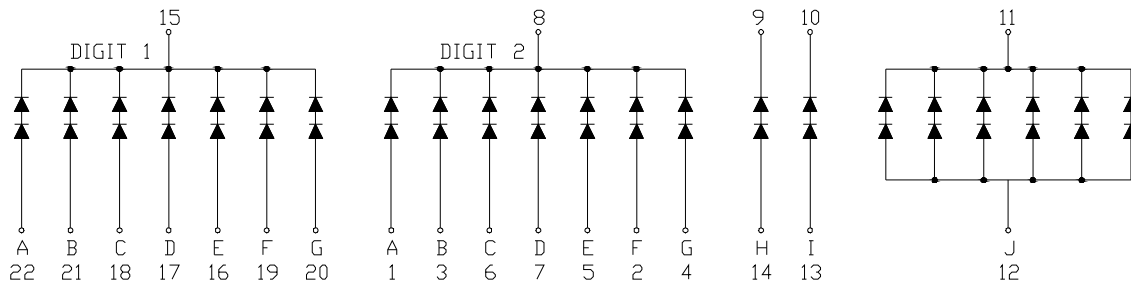 15 8 9 10 11
DIGIT 1 DIGIT 2
A B C D E F G A B C D E F G H I J
22 21 18 17 16 19 20 1 3 6 7 5 2 4 14 13 12